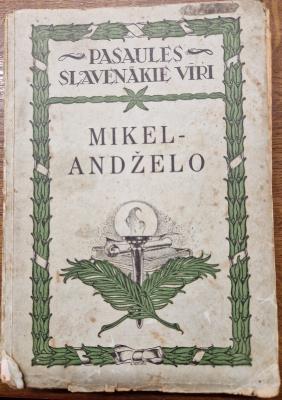 PASAULES
SLAVENĀKIE VĪRI
MIKEL-
ANDŽELO